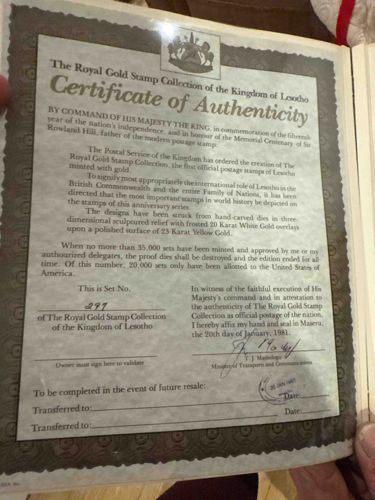 The Royal Gold Stamp Collection of the Kingdom of Lesotho
Certificate of Authenticity
BY COMMAND OF HIS MAJESTY THE KING, in commemoration of the fifteenth
year of the nation's independence, and in honour of the Memorial Centenary of Sir
Rowland Hill, father of the modern postage stamp:
The Postal Service of the Kingdom has ordered the creation of The
Royal Gold Stamp Collection, the first official postage stamps of Lesotho
minted with gold.
To signify most appropriately the international role of Lesotho in the
British Commonwealth and the entire Family of Nations, it has been
directed that the most important stamps in world history be depicted on
the stamps of this anniversary series.
The designs have been struck from hand-carved dies in three-
dimensional sculptured relief with frosted 20 Karat White Gold overlays
upon a polished surface of 23 Karat Yellow Gold.
When no more than 35,000 sets have been minted and approved by me or my
authourized delegates, the proof dies shall be destroyed and the edition ended for all
time. Of this number, 20,000 sets only have been allotted to the United States of
America.
This is Set No.
297
of The Royal Gold Stamp Collection
of the Kingdom of Lesotho
Owner must sign here to validate
In witness of the faithful execution of His
Majesty's command and in attestation to
the authenticity of The Royal Gold Stamp
Collection as official postage of the nation,
I hereby affix my hand and seal in Maseru,
the 20th day of January, 1981.
Minister of Transport and Communications
To be completed in the event of future resale:
Transferred to: Date:
Transferred to: Date: